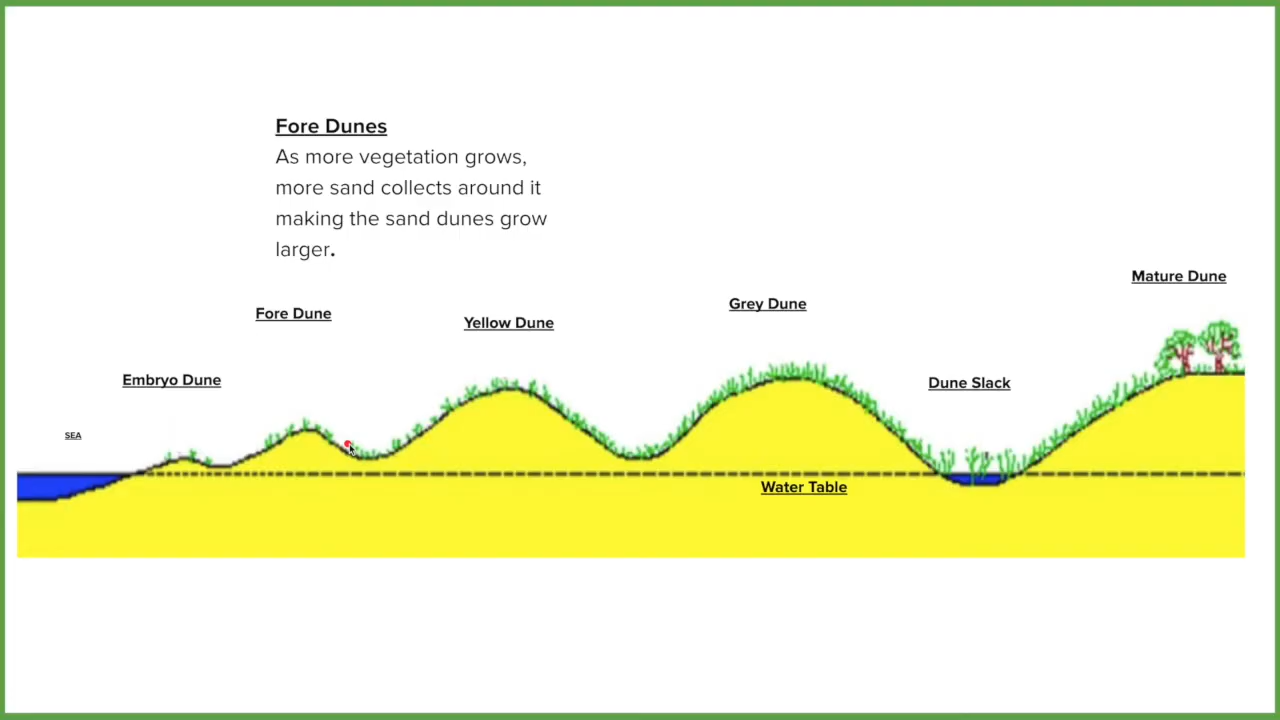 Fore Dunes
As more vegetation grows,
more sand collects around it
making the sand dunes grow
larger.
Mature Dune
Grey Dune
Fore Dune
Yellow Dune
Embryo Dune
Dune Slack
SEA
Water Table